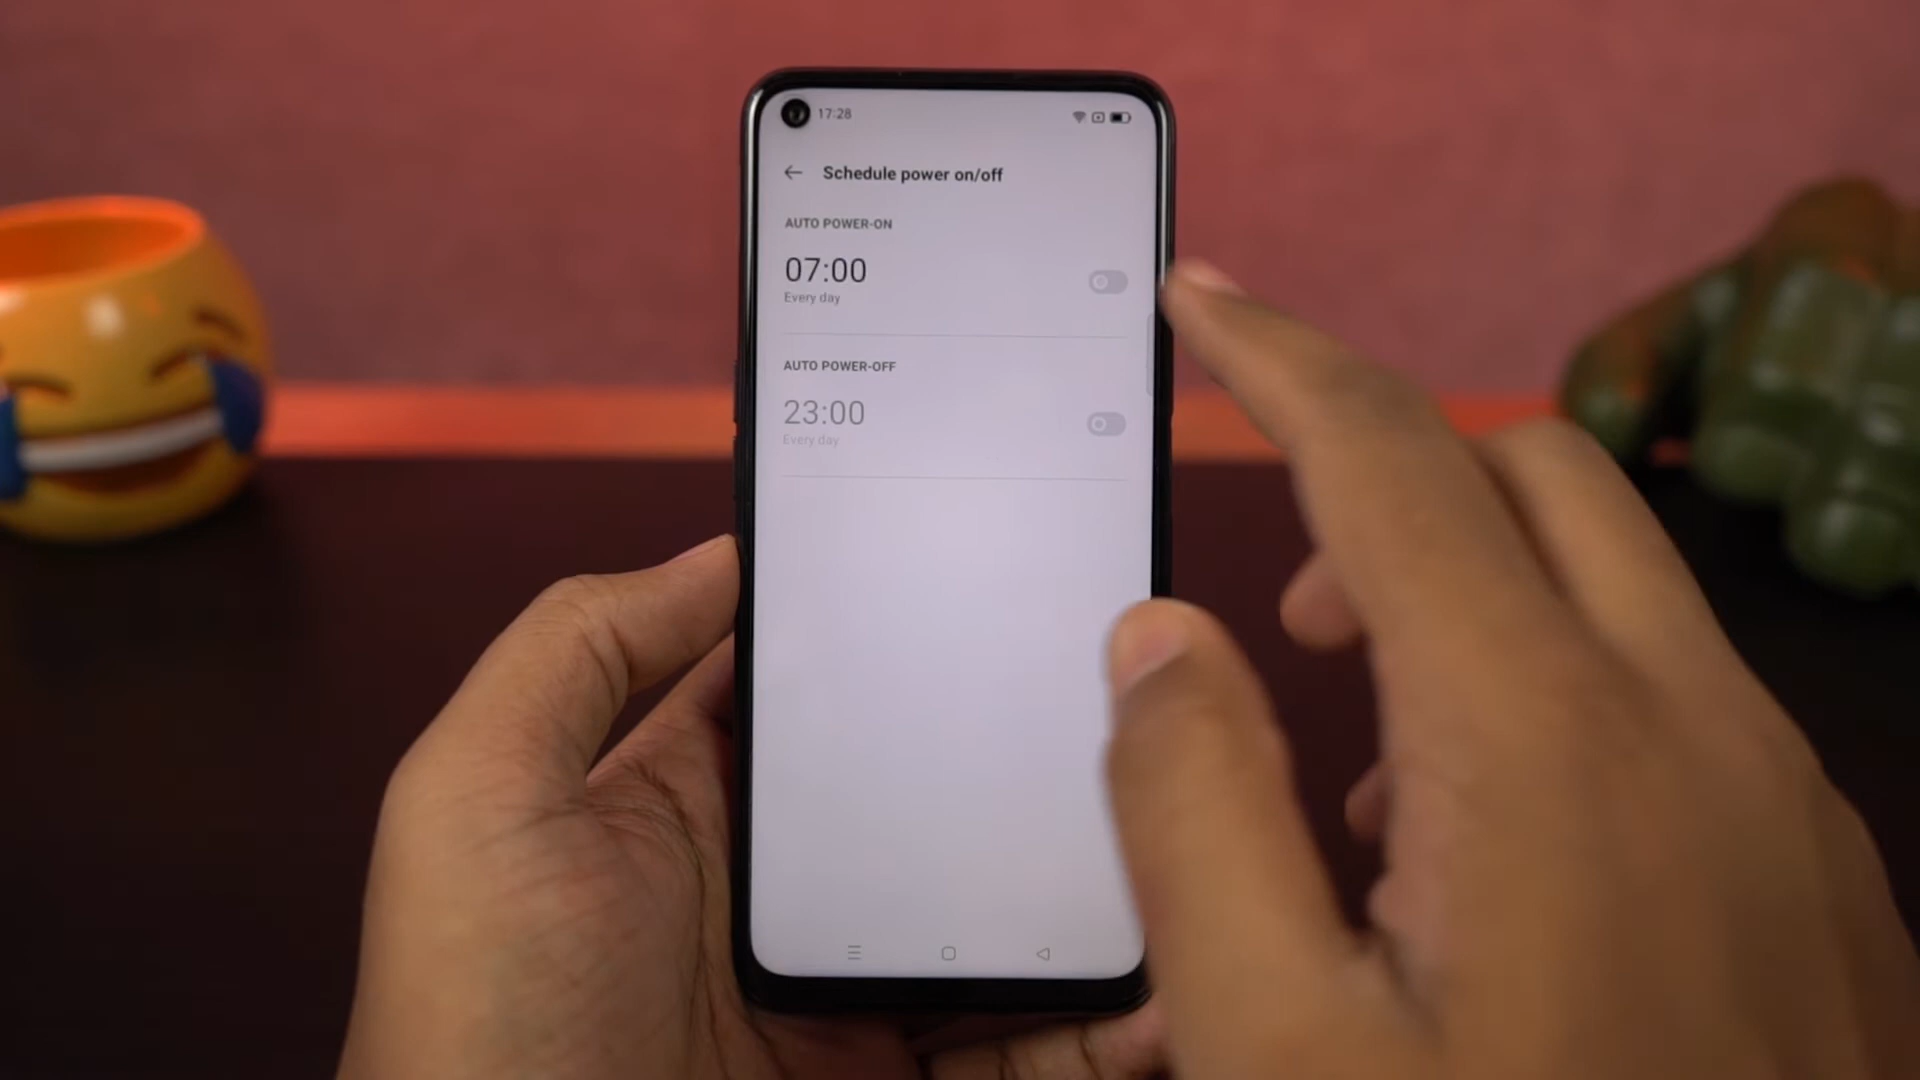 17:28
Schedule power on/off
AUTO POWER-ON
07:00
Every day
AUTO POWER-OFF
23:00
Every day